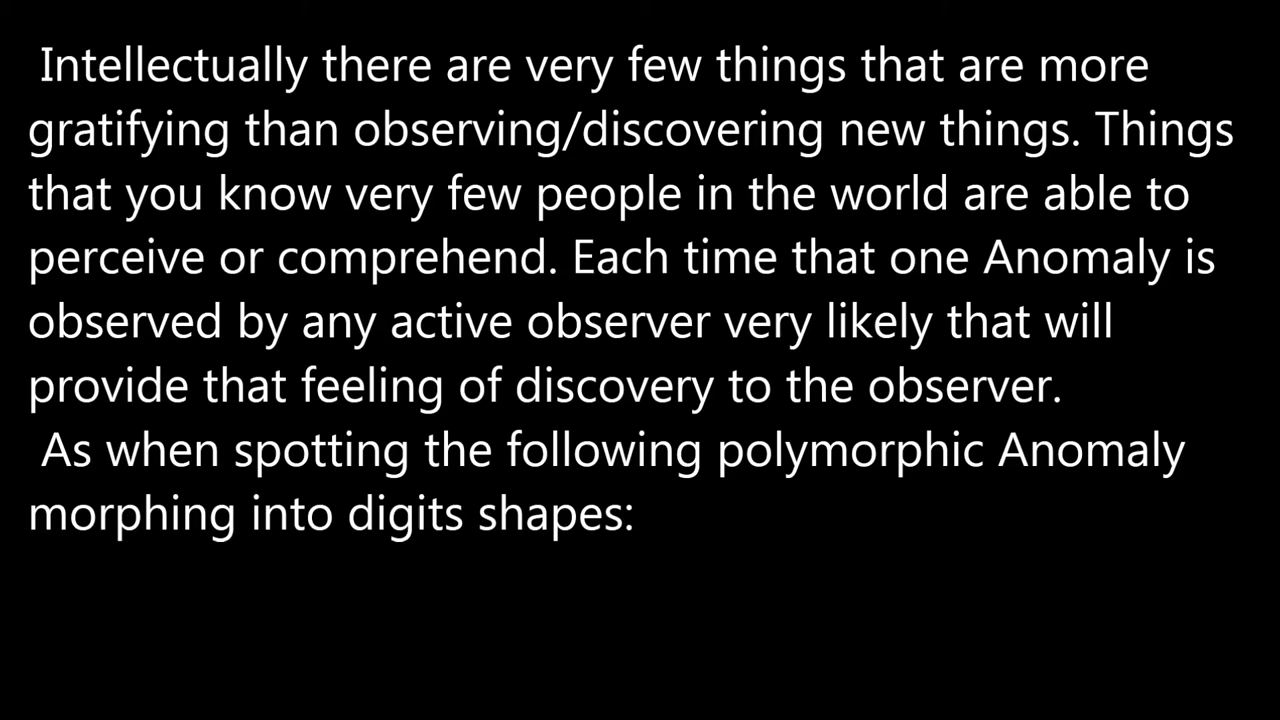 Intellectually there are very few things that are more
gratifying than observing/discovering new things. Things
that you know very few people in the world are able to
perceive or comprehend. Each time that one Anomaly is
observed by any active observer very likely that will
provide that feeling of discovery to the observer.
As when spotting the following polymorphic Anomaly
morphing into digits shapes: